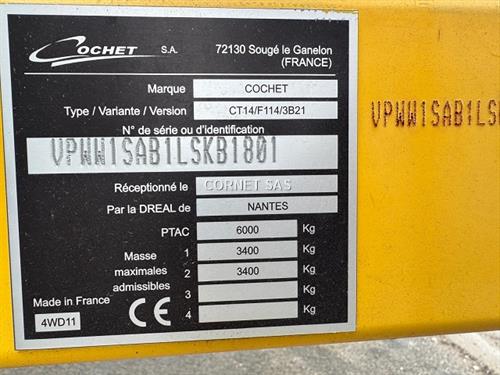 COCHET S.A. 72130 Sougé le Ganelon
(FRANCE)
Marque COCHET
Type / Variante / Version CT14/F114/3B21
N° de série ou d'identification
VPWW1SAB1LSKB1801
VPWW1SAB1LSK
Réceptionné le CORNET SAS
Par la DREAL de NANTES
PTAC 6000 Kg
Masse 1 3400 Kg
maximales 2 3400 Kg
admissibles 3 Kg
4 Kg
Made in France
4WD11 CE